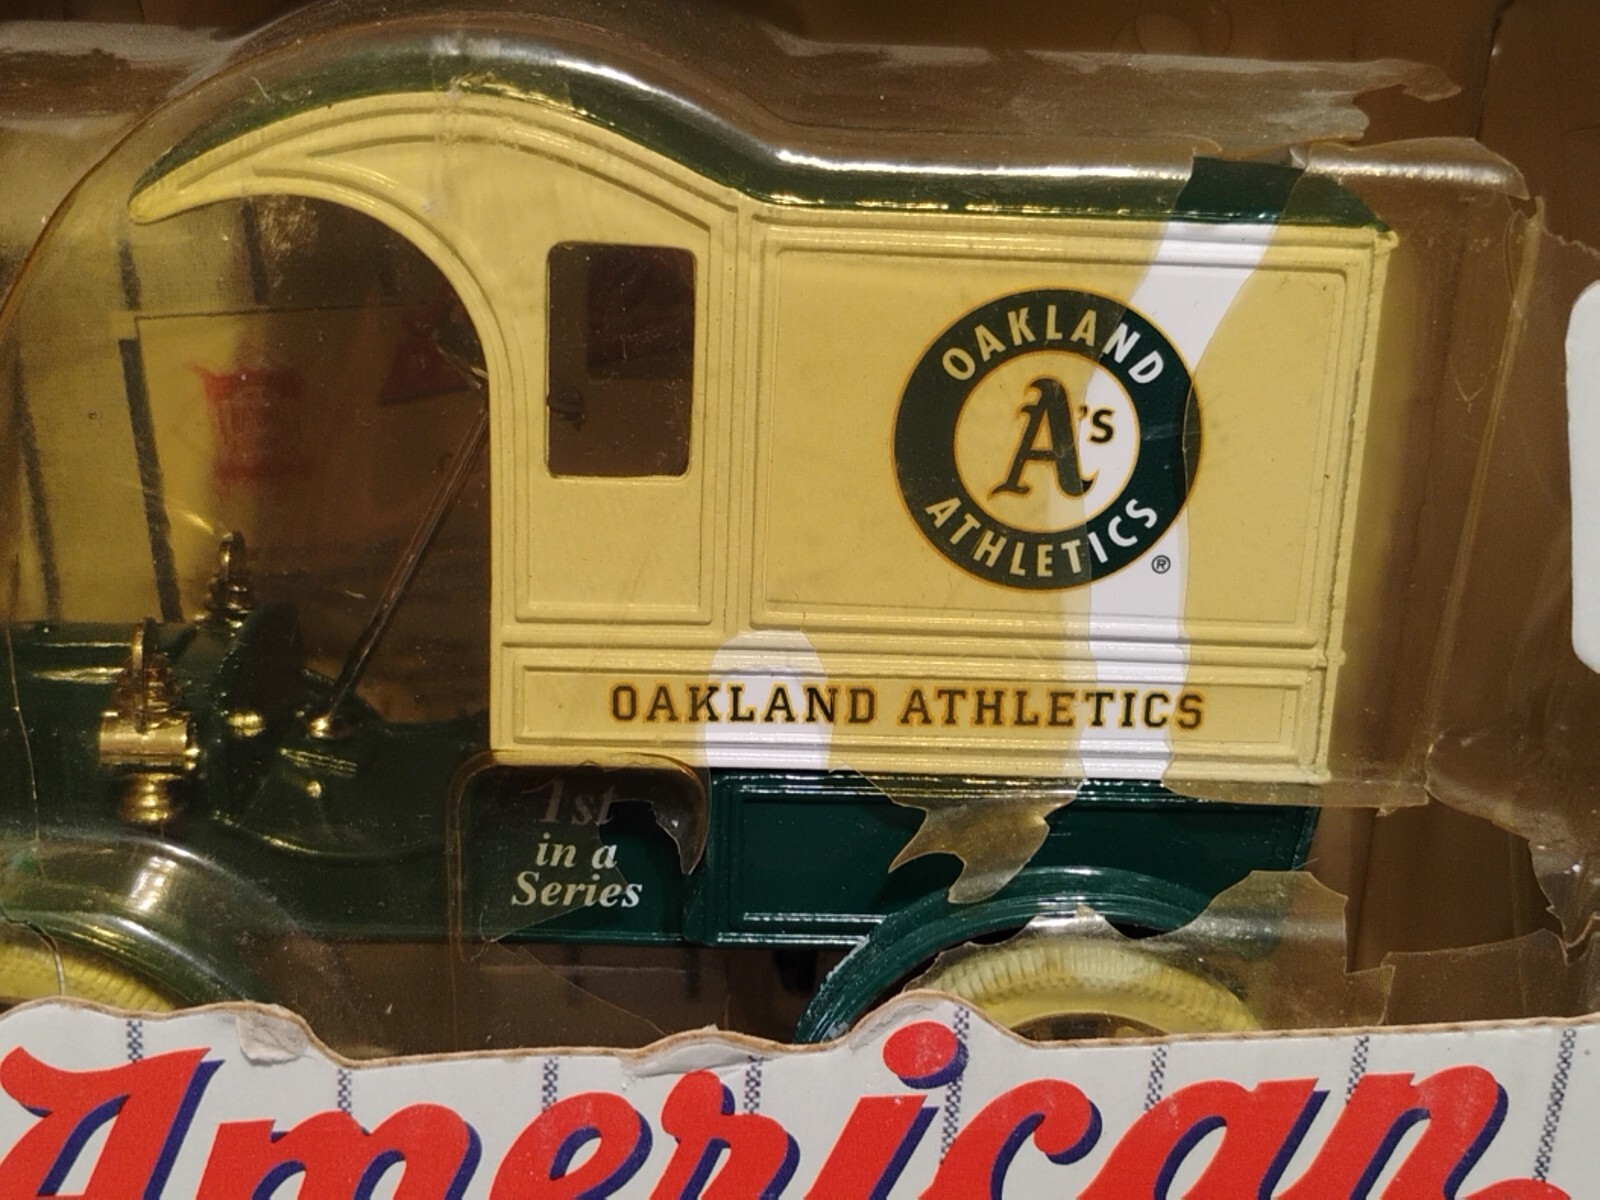 OAKLAND
A'S
ATHLETICS
®
OAKLAND ATHLETICS
1st
in a
Series
American